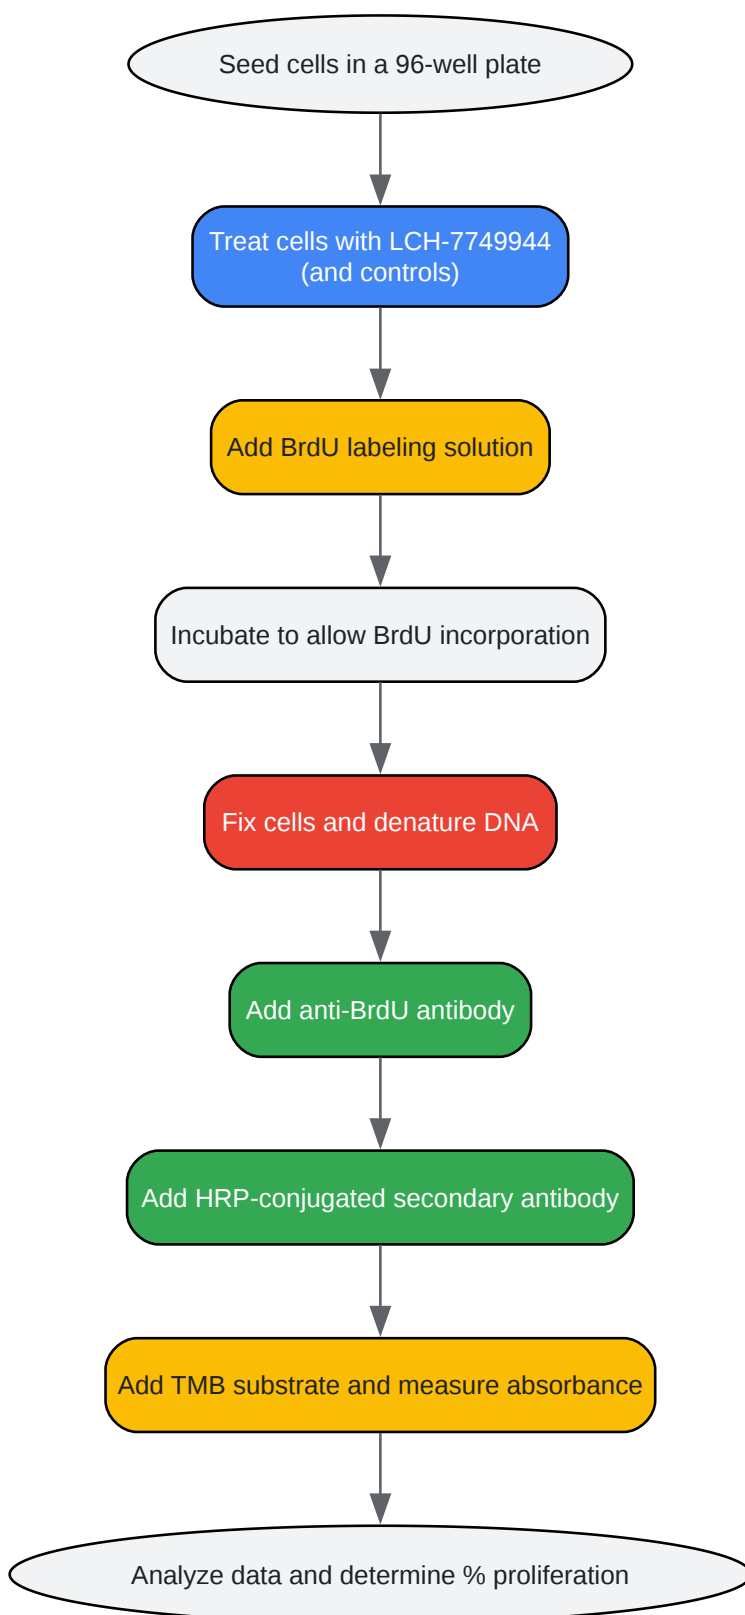 Seed cells in a 96-well plate
Treat cells with LCH-7749944
(and controls)
Add BrdU labeling solution
Incubate to allow BrdU incorporation
Fix cells and denature DNA
Add anti-BrdU antibody
Add HRP-conjugated secondary antibody
Add TMB substrate and measure absorbance
Analyze data and determine % proliferation